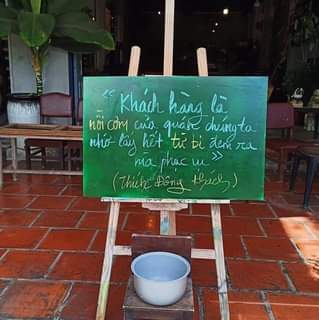 “ Khách hàng là
nồi cơm của quán chúng ta
nhớ lấy hết từ bi đem ra
mà phục vụ »
(Thích Đông khách)